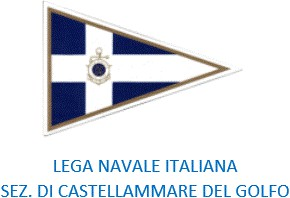 LEGA NAVALE ITALIANA
SEZ. DI CASTELLAMMARE DEL GOLFO